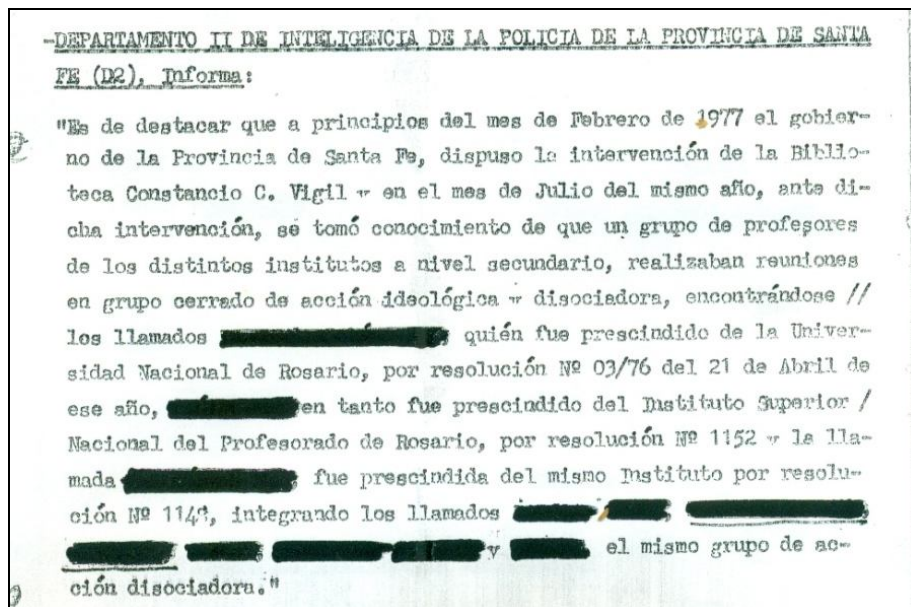 -DEPARTAMENTO II DE INTELIGENCIA DE LA POLICIA DE LA PROVINCIA DE SANTA
FE (D2), Informa:
"Es de destacar que a principios del mes de Febrero de 1977 el gobier-
no de la Provincia de Santa Fe, dispuso la intervención de la Biblio-
teca Constancio C. Vigil y en el mes de Julio del mismo año, ante di-
cha intervención, se tomó conocimiento de que un grupo de profesores
de los distintos institutos a nivel secundario, realizaban reuniones
en grupo cerrado de acción ideológica y disociadora, encontrándose //
los llamados quién fue prescindido de la Univer-
sidad Nacional de Rosario, por resolución Nº 03/76 del 21 de Abril de
ese año, en tanto fue prescindido del Instituto Superior /
Nacional del Profesorado de Rosario, por resolución Nº 1152 y la lla-
mada fue prescindida del mismo Instituto por resolu-
ción Nº , integrando los llamados
y el mismo grupo de ac-
ción disociadora."